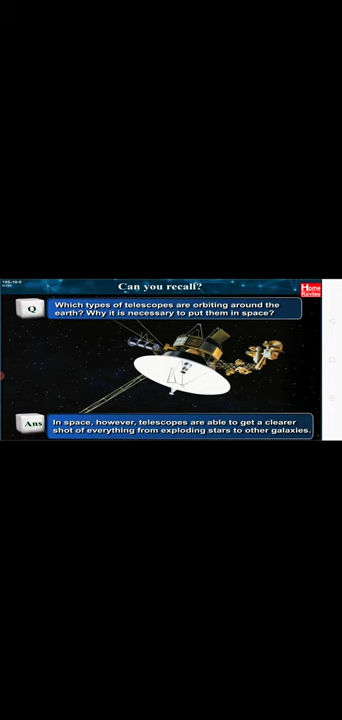 Can you recall?
Home
Revise
Q
Which types of telescopes are orbiting around the
earth? Why it is necessary to put them in space?
Ans
In space, however, telescopes are able to get a clearer
shot of everything from exploding stars to other galaxies.